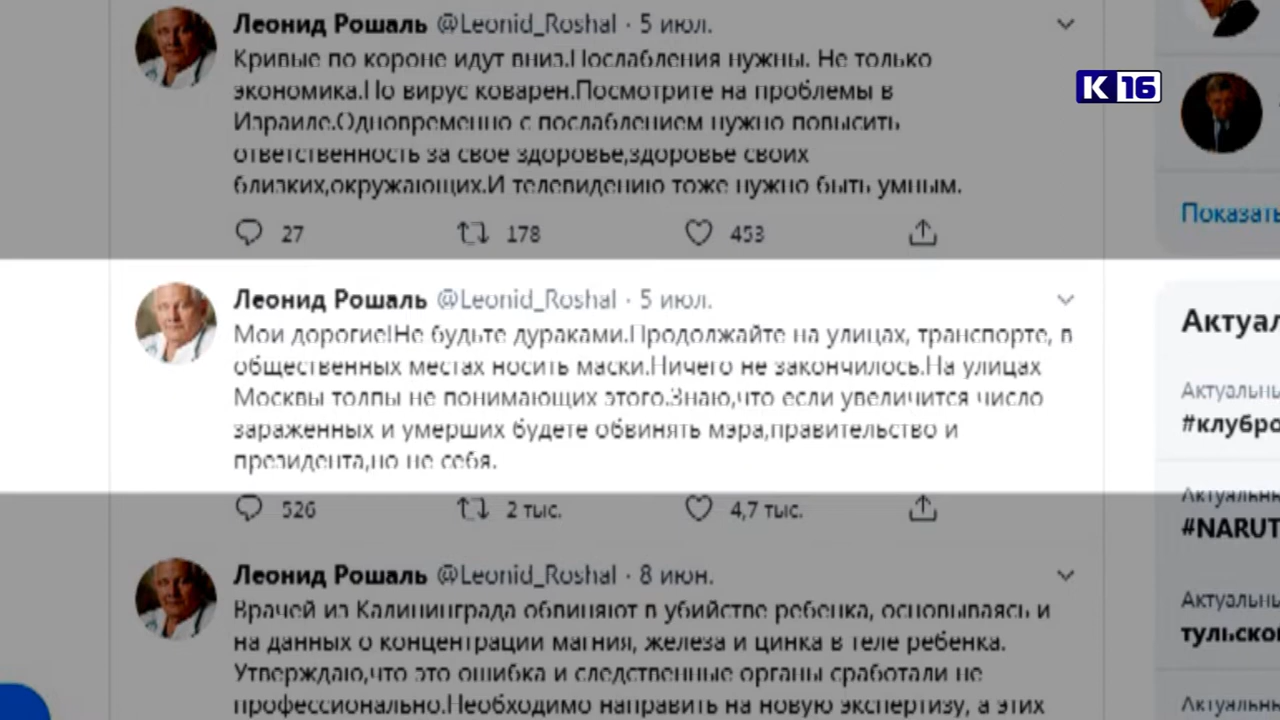 Леонид Рошаль @Leonid_Roshal · 5 июл.
Кривые по короне идут вниз.Послабления нужны. Не только
экономика.Но вирус коварен.Посмотрите на проблемы в
Израиле.Одновременно с послаблением нужно повысить
ответственность за свое здоровье,здоровье своих
близких,окружающих.И телевидению тоже нужно быть умным.
27 178 453
К 16
Леонид Рошаль @Leonid_Roshal · 5 июл.
Мои дорогие!Не будьте дураками.Продолжайте на улицах, транспорте, в
общественных местах носить маски.Ничего не закончилось.На улицах
Москвы толпы не понимающих этого.Знаю,что если увеличится число
зараженных и умерших будете обвинять мэра,правительство и
президента,но не себя.
526 2 тыс. 4,7 тыс.
Леонид Рошаль @Leonid_Roshal · 8 июн.
Врачей из Калининграда обвиняют в убийстве ребенка, основываясь и
на данных о концентрации магния, железа и цинка в теле ребенка.
Утверждаю,что это ошибка и следственные органы сработали не
профессионально.Необходимо направить на новую экспертизу, а этих
Показать
Актуал
Актуальны
#клубро
Актуальны
#NARUT
Актуальны
тульско
Актуальны